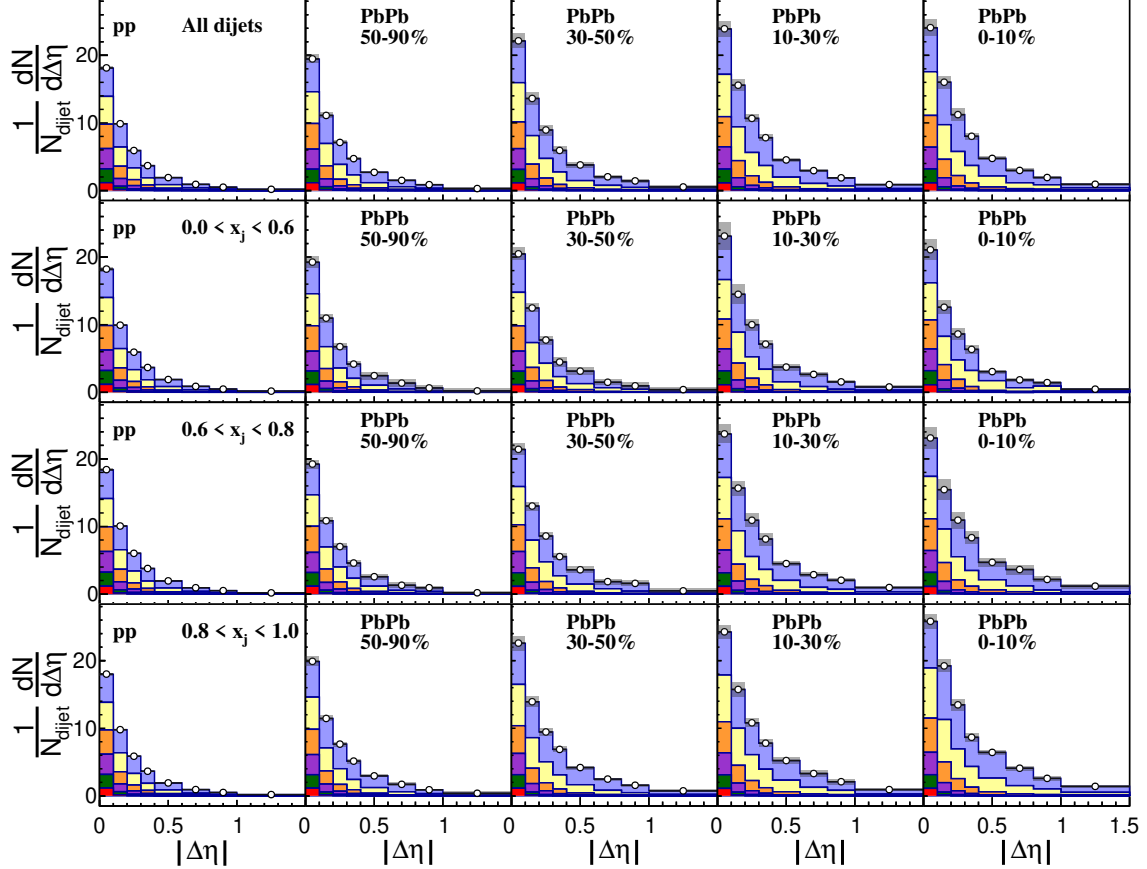 pp All dijets PbPb PbPb PbPb PbPb
50-90% 30-50% 10-30% 0-10%
1/N_dijet dN/dΔη
20
10
0
pp 0.0 < x_j < 0.6 PbPb PbPb PbPb PbPb
50-90% 30-50% 10-30% 0-10%
1/N_dijet dN/dΔη
20
10
0
pp 0.6 < x_j < 0.8 PbPb PbPb PbPb PbPb
50-90% 30-50% 10-30% 0-10%
1/N_dijet dN/dΔη
20
10
0
pp 0.8 < x_j < 1.0 PbPb PbPb PbPb PbPb
50-90% 30-50% 10-30% 0-10%
1/N_dijet dN/dΔη
20
10
0
0 0.5 1 0 0.5 1 0 0.5 1 0 0.5 1 0 0.5 1 1.5
|Δη| |Δη| |Δη| |Δη| |Δη|